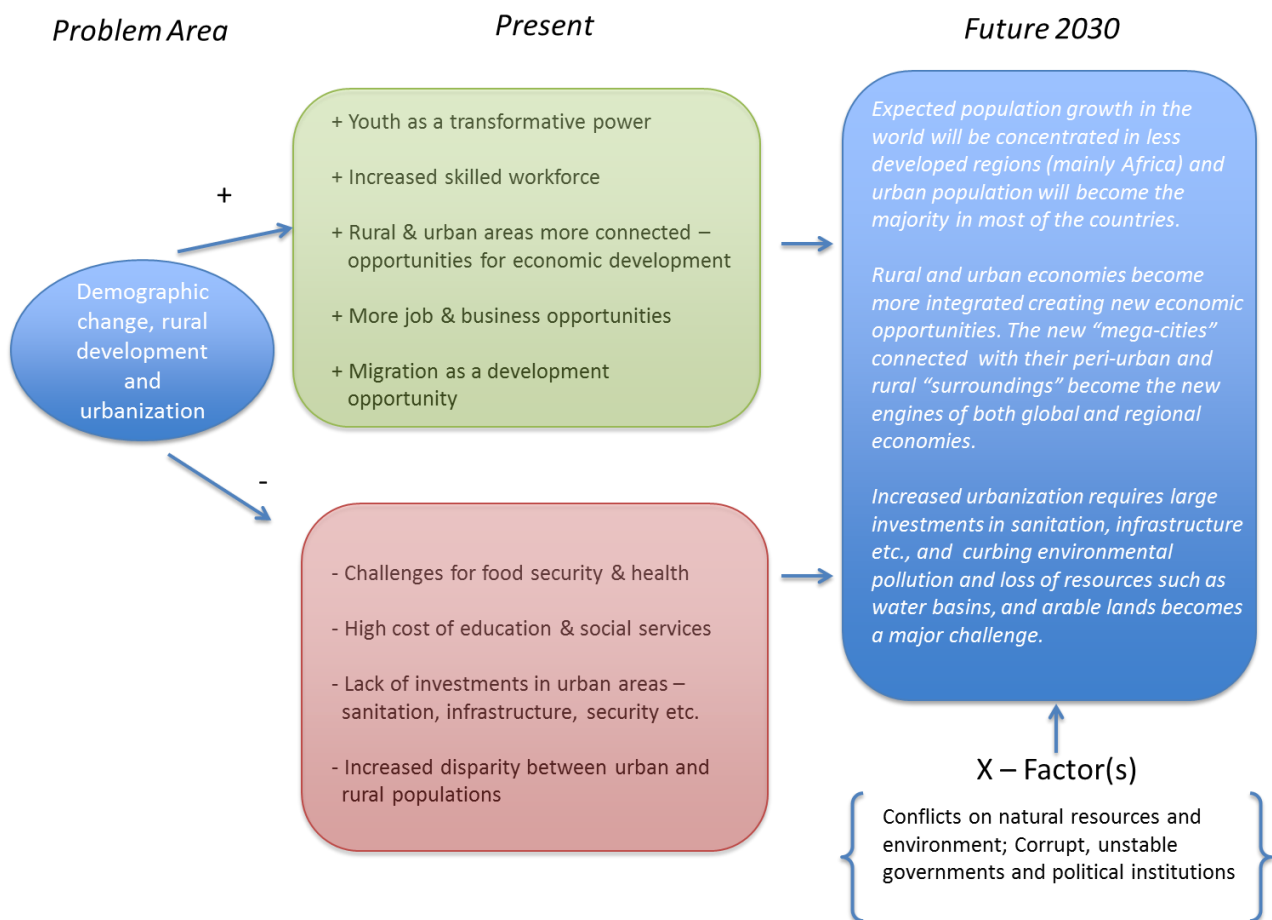 Problem Area
Present
Future 2030
Demographic
change, rural
development
and
urbanization
+
-
+ Youth as a transformative power
+ Increased skilled workforce
+ Rural & urban areas more connected –
opportunities for economic development
+ More job & business opportunities
+ Migration as a development
opportunity
- Challenges for food security & health
- High cost of education & social services
- Lack of investments in urban areas –
sanitation, infrastructure, security etc.
- Increased disparity between urban and
rural populations
Expected population growth in the
world will be concentrated in less
developed regions (mainly Africa) and
urban population will become the
majority in most of the countries.
Rural and urban economies become
more integrated creating new economic
opportunities. The new “mega-cities”
connected with their peri-urban and
rural “surroundings” become the new
engines of both global and regional
economies.
Increased urbanization requires large
investments in sanitation, infrastructure
etc., and curbing environmental
pollution and loss of resources such as
water basins, and arable lands becomes
a major challenge.
X – Factor(s)
Conflicts on natural resources and
environment; Corrupt, unstable
governments and political institutions